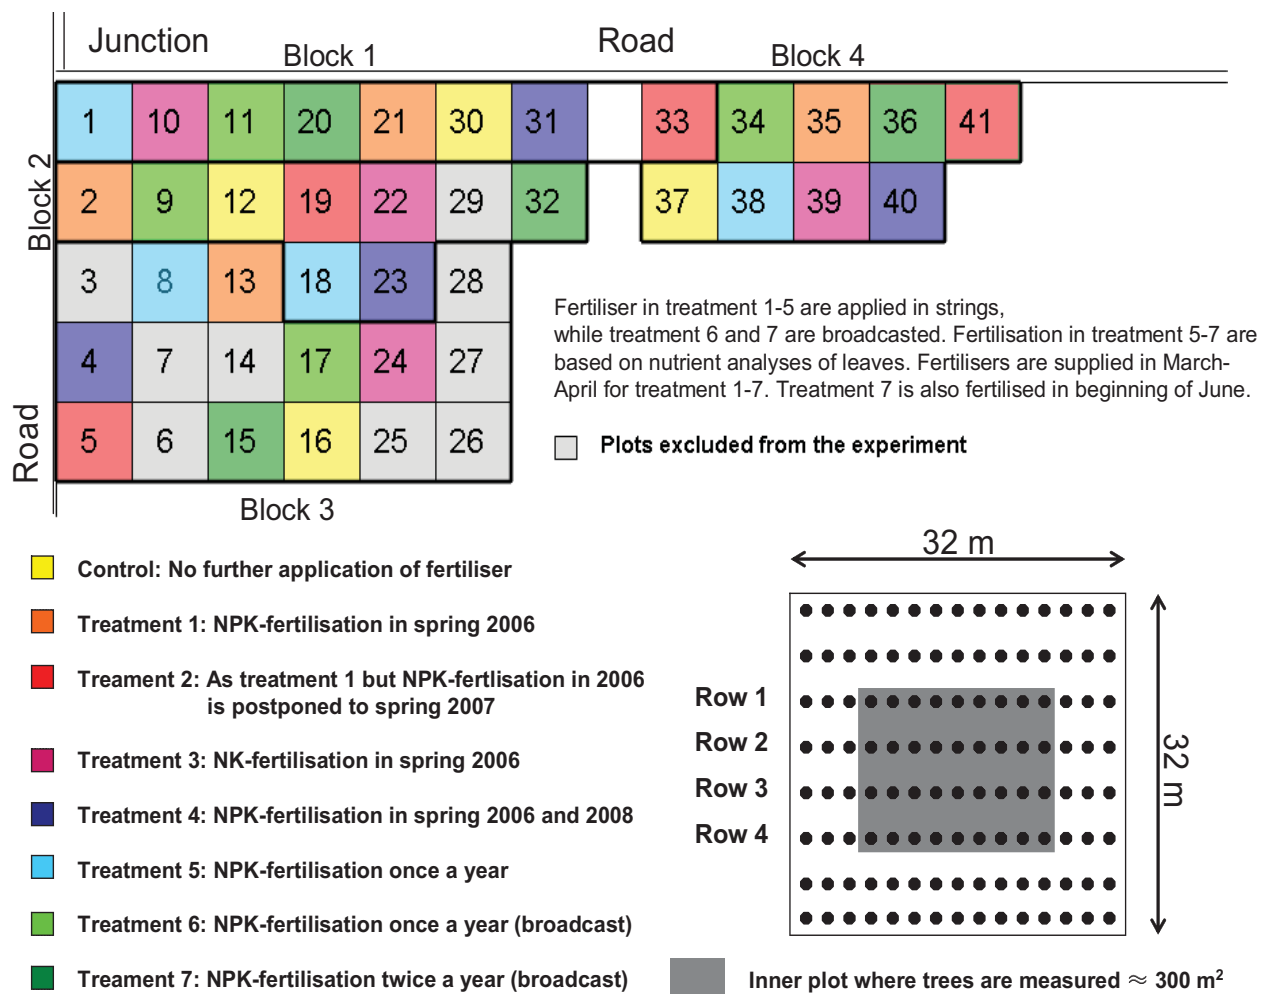 Junction
Block 1
Road
Block 4
Block 2
Road
1 10 11 20 21 30 31 33 34 35 36 41
2 9 12 19 22 29 32 37 38 39 40
3 8 13 18 23 28
4 7 14 17 24 27
5 6 15 16 25 26
Block 3
Fertiliser in treatment 1-5 are applied in strings,
while treatment 6 and 7 are broadcasted. Fertilisation in treatment 5-7 are
based on nutrient analyses of leaves. Fertilisers are supplied in March-
April for treatment 1-7. Treatment 7 is also fertilised in beginning of June.
Plots excluded from the experiment
Control: No further application of fertiliser
Treatment 1: NPK-fertilisation in spring 2006
Treament 2: As treatment 1 but NPK-fertlisation in 2006
is postponed to spring 2007
Treatment 3: NK-fertilisation in spring 2006
Treatment 4: NPK-fertilisation in spring 2006 and 2008
Treatment 5: NPK-fertilisation once a year
Treatment 6: NPK-fertilisation once a year (broadcast)
Treament 7: NPK-fertilisation twice a year (broadcast)
32 m
Row 1
Row 2
Row 3
Row 4
32 m
Inner plot where trees are measured ≈ 300 m²